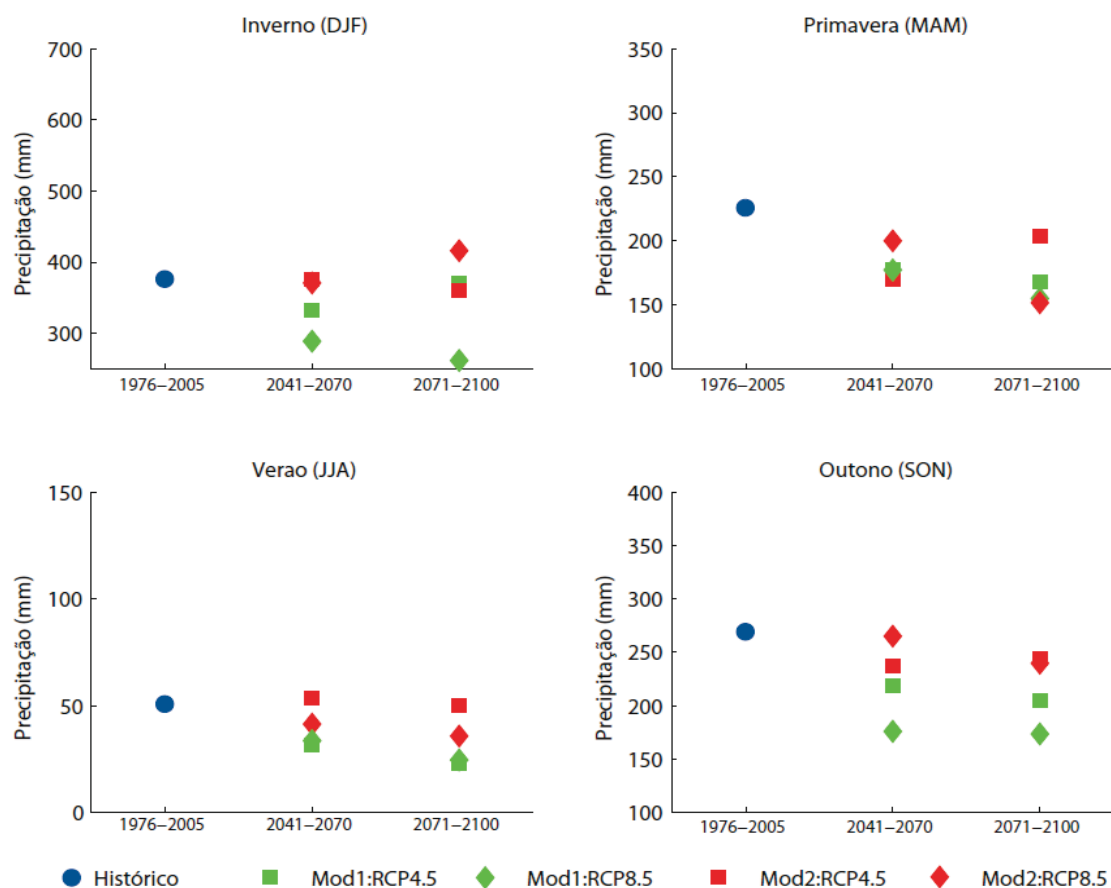 Inverno (DJF)
Precipitação (mm)
700
600
500
400
300
1976–2005 2041–2070 2071–2100
Primavera (MAM)
Precipitação (mm)
350
300
250
200
150
100
1976–2005 2041–2070 2071–2100
Verao (JJA)
Precipitação (mm)
150
100
50
0
1976–2005 2041–2070 2071–2100
Outono (SON)
Precipitação (mm)
400
350
300
250
200
150
100
1976–2005 2041–2070 2071–2100
Histórico Mod1:RCP4.5 Mod1:RCP8.5 Mod2:RCP4.5 Mod2:RCP8.5